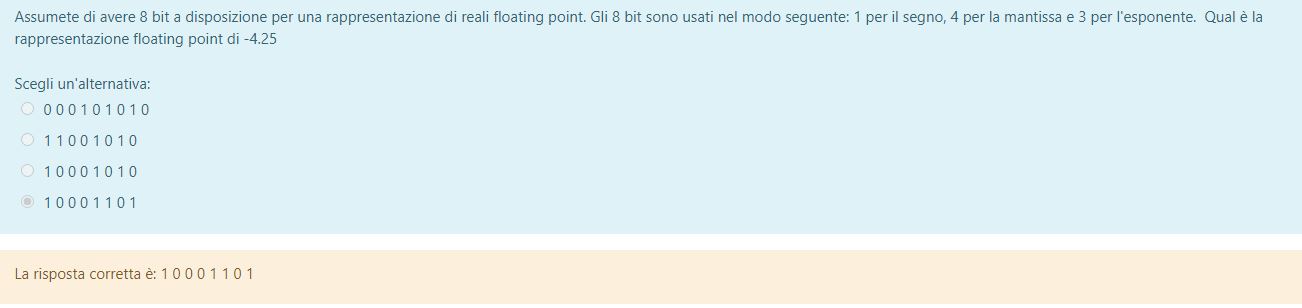 Assumete di avere 8 bit a disposizione per una rappresentazione di reali floating point. Gli 8 bit sono usati nel modo seguente: 1 per il segno, 4 per la mantissa e 3 per l'esponente. Qual è la
rappresentazione floating point di -4.25
Scegli un'alternativa:
0 0 0 1 0 1 0 1 0
1 1 0 0 1 0 1 0
1 0 0 0 1 0 1 0
1 0 0 0 1 1 0 1
La risposta corretta è: 1 0 0 0 1 1 0 1